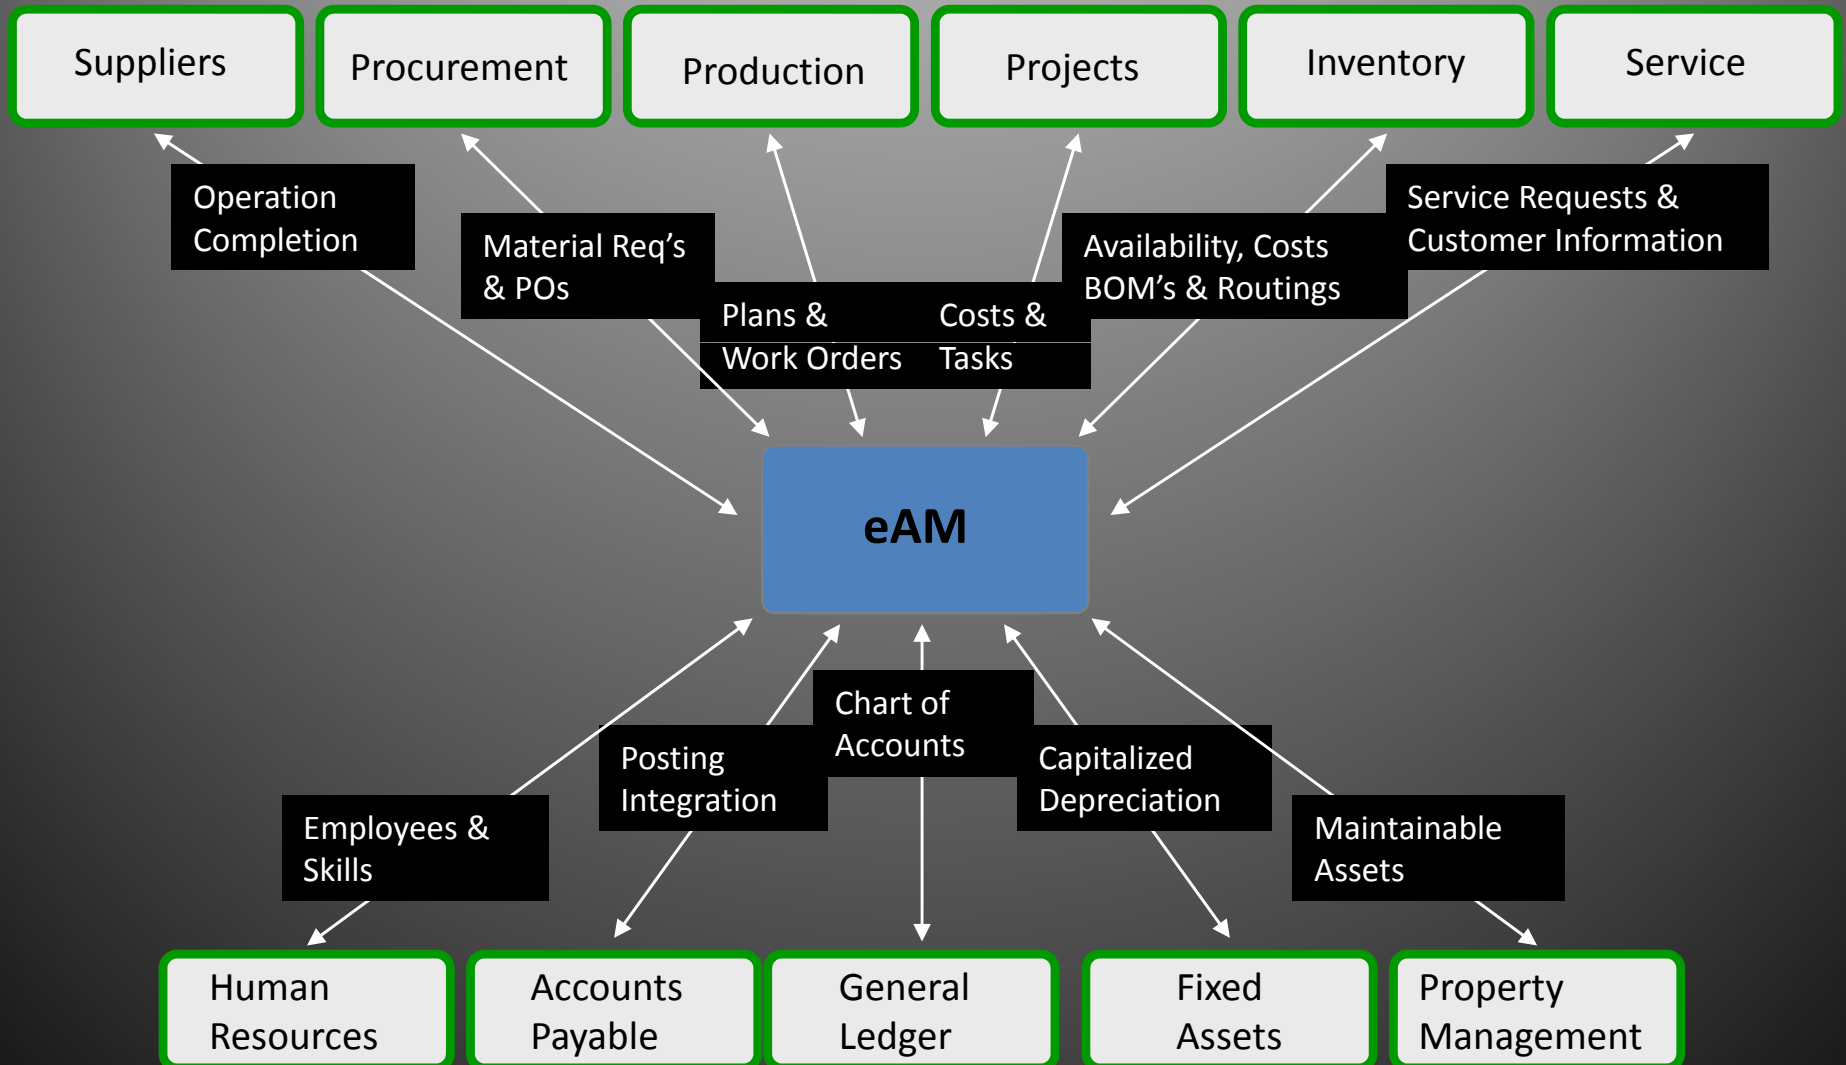 Suppliers
Procurement
Production
Projects
Inventory
Service
Operation
Completion
Material Req’s
& POs
Plans &
Work Orders
Costs &
Tasks
Availability, Costs
BOM’s & Routings
Service Requests &
Customer Information
eAM
Employees &
Skills
Posting
Integration
Chart of
Accounts
Capitalized
Depreciation
Maintainable
Assets
Human
Resources
Accounts
Payable
General
Ledger
Fixed
Assets
Property
Management